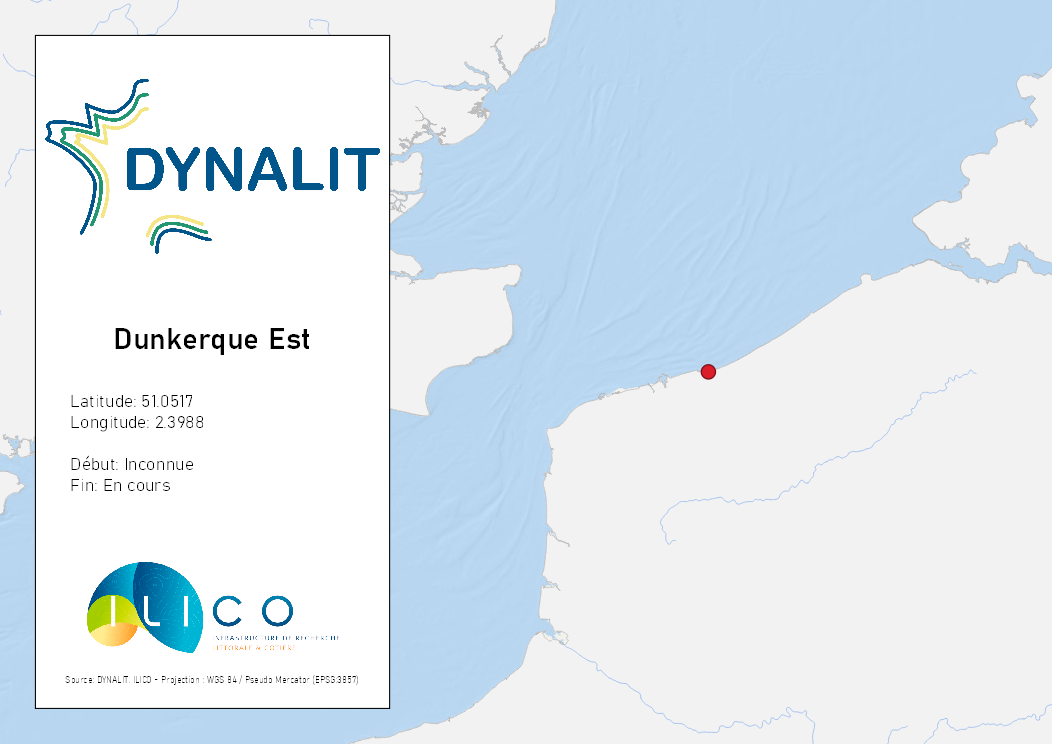 DYNALIT
Dunkerque Est
Latitude: 51.0517
Longitude: 2.3988
Début: Inconnue
Fin: En cours
ILICO
INFRASTRUCTURE DE RECHERCHE
LITTORALE & CÔTIÈRE
Source: DYNALIT, ILICO - Projection : WGS 84 / Pseudo Mercator (EPSG:3857)